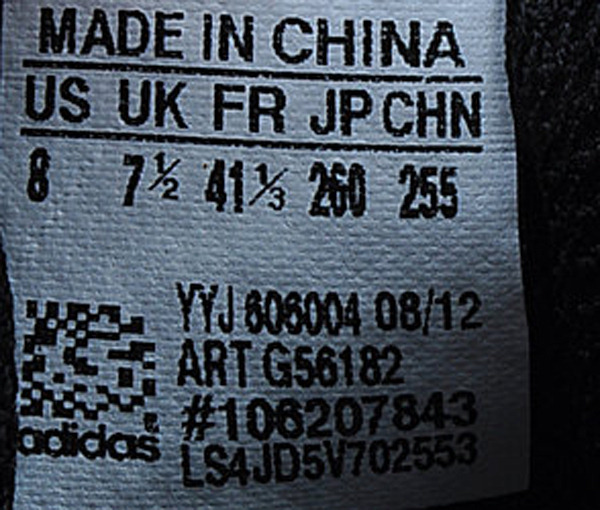 MADE IN CHINA
US UK FR JP CHN
8 7½ 41⅓ 260 255
YYJ 606004 08/12
ART G56182
#106207843
adidas LS4JD5V702553